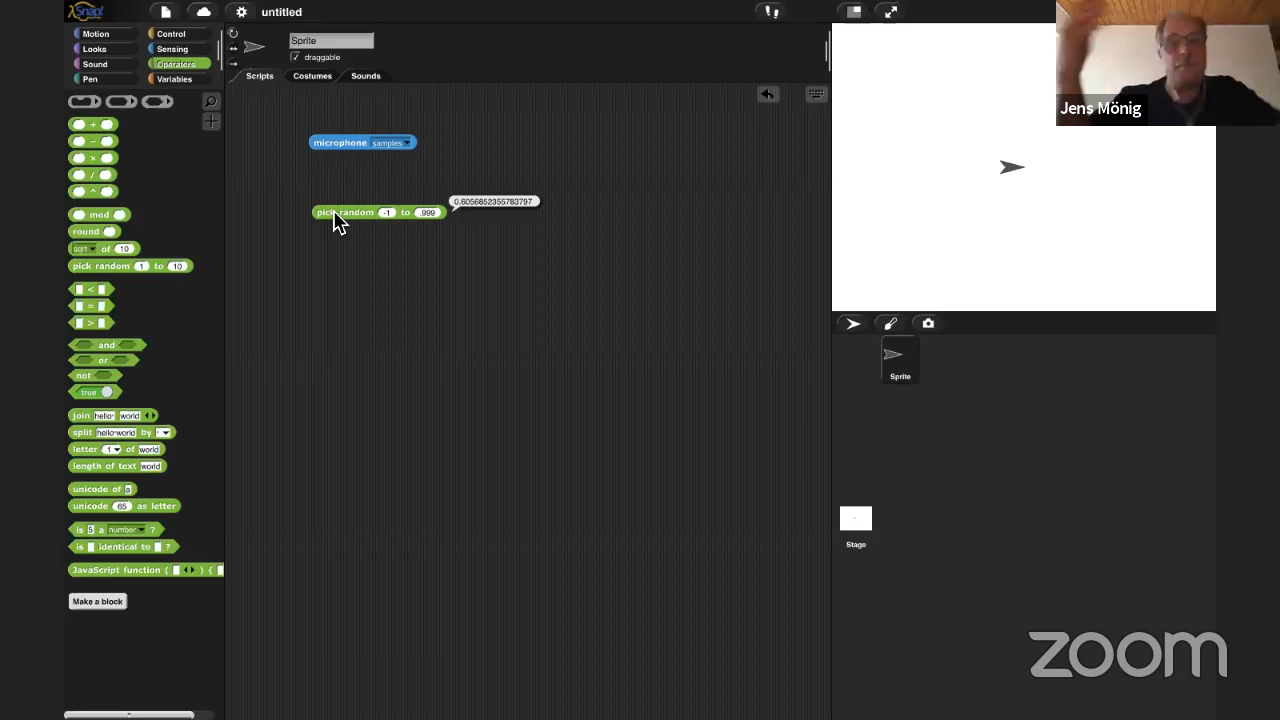 Snap!
untitled
Motion
Control
Looks
Sensing
Sound
Operators
Pen
Variables
Sprite
draggable
Scripts
Costumes
Sounds
Jens Mönig
+
−
×
/
^
mod
round
sqrt of 10
pick random 1 to 10
<
=
>
and
or
not
true
join hello world
split hello world by
letter 1 of world
length of text world
unicode of a
unicode 65 as letter
is 5 a number ?
is identical to ?
JavaScript function ( ) {
Make a block
microphone samples
pick random -1 to .999
0.6056852355783797
Sprite
Stage
zoom